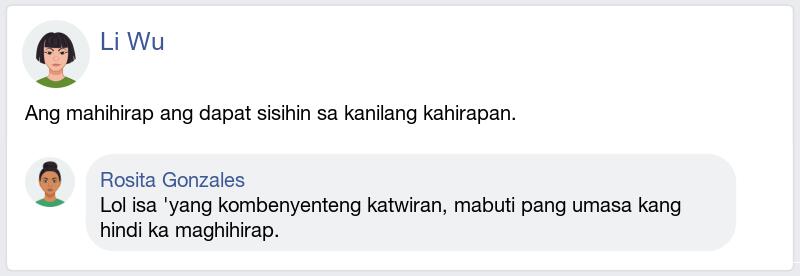 Li Wu
Ang mahihirap ang dapat sisihin sa kanilang kahirapan.
Rosita Gonzales
Lol isa 'yang kombenyenteng katwiran, mabuti pang umasa kang
hindi ka maghihirap.